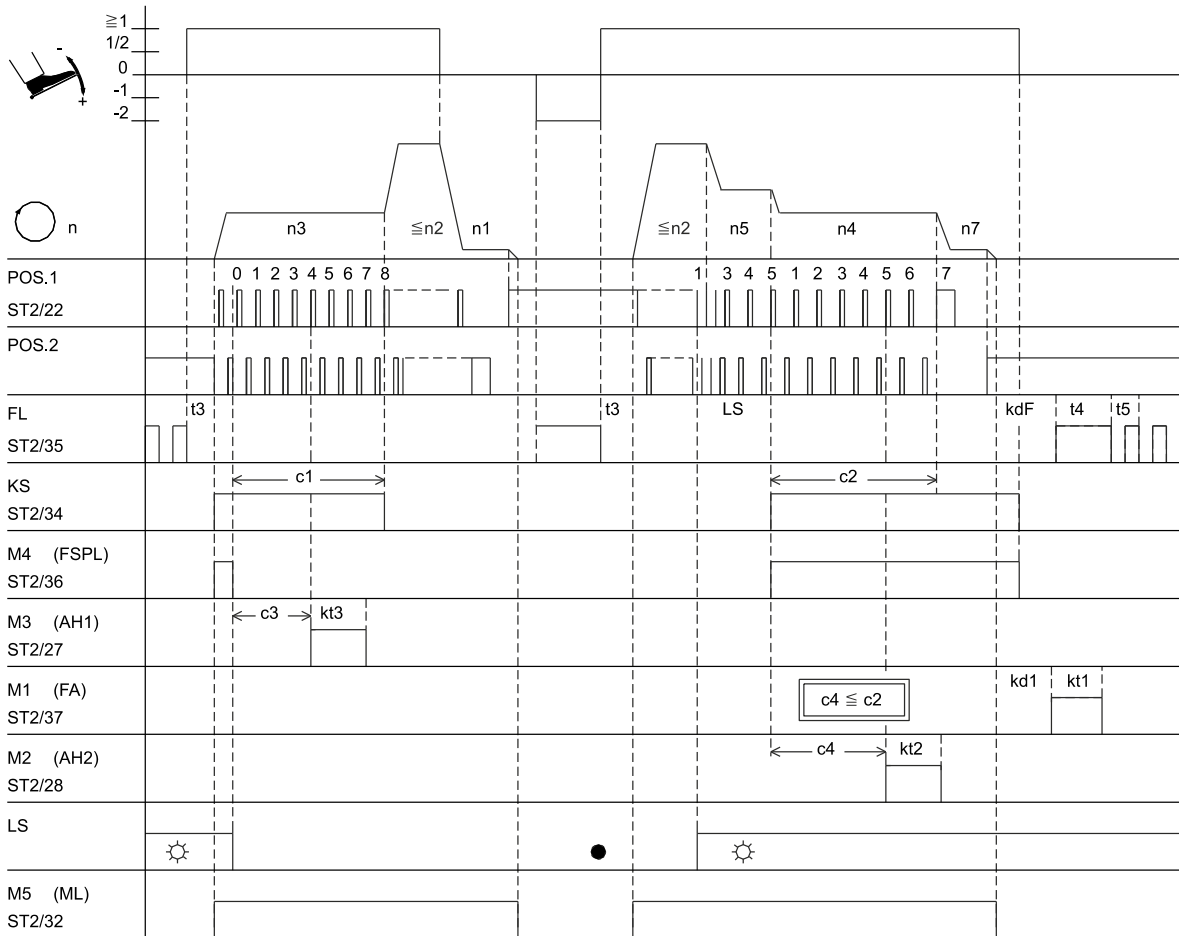 ≧1
1/2
0
-1
-2
-
+
n
n3
≦n2
n1
≦n2
n5
n4
n7
POS.1
ST2/22
0 1 2 3 4 5 6 7 8
1 3 4 5 1 2 3 4 5 6 7
POS.2
FL
ST2/35
t3
t3
LS
kdF
t4
t5
KS
ST2/34
c1
c2
M4 (FSPL)
ST2/36
M3 (AH1)
ST2/27
c3
kt3
M1 (FA)
ST2/37
c4 ≦ c2
kd1
kt1
M2 (AH2)
ST2/28
c4
kt2
LS
M5 (ML)
ST2/32